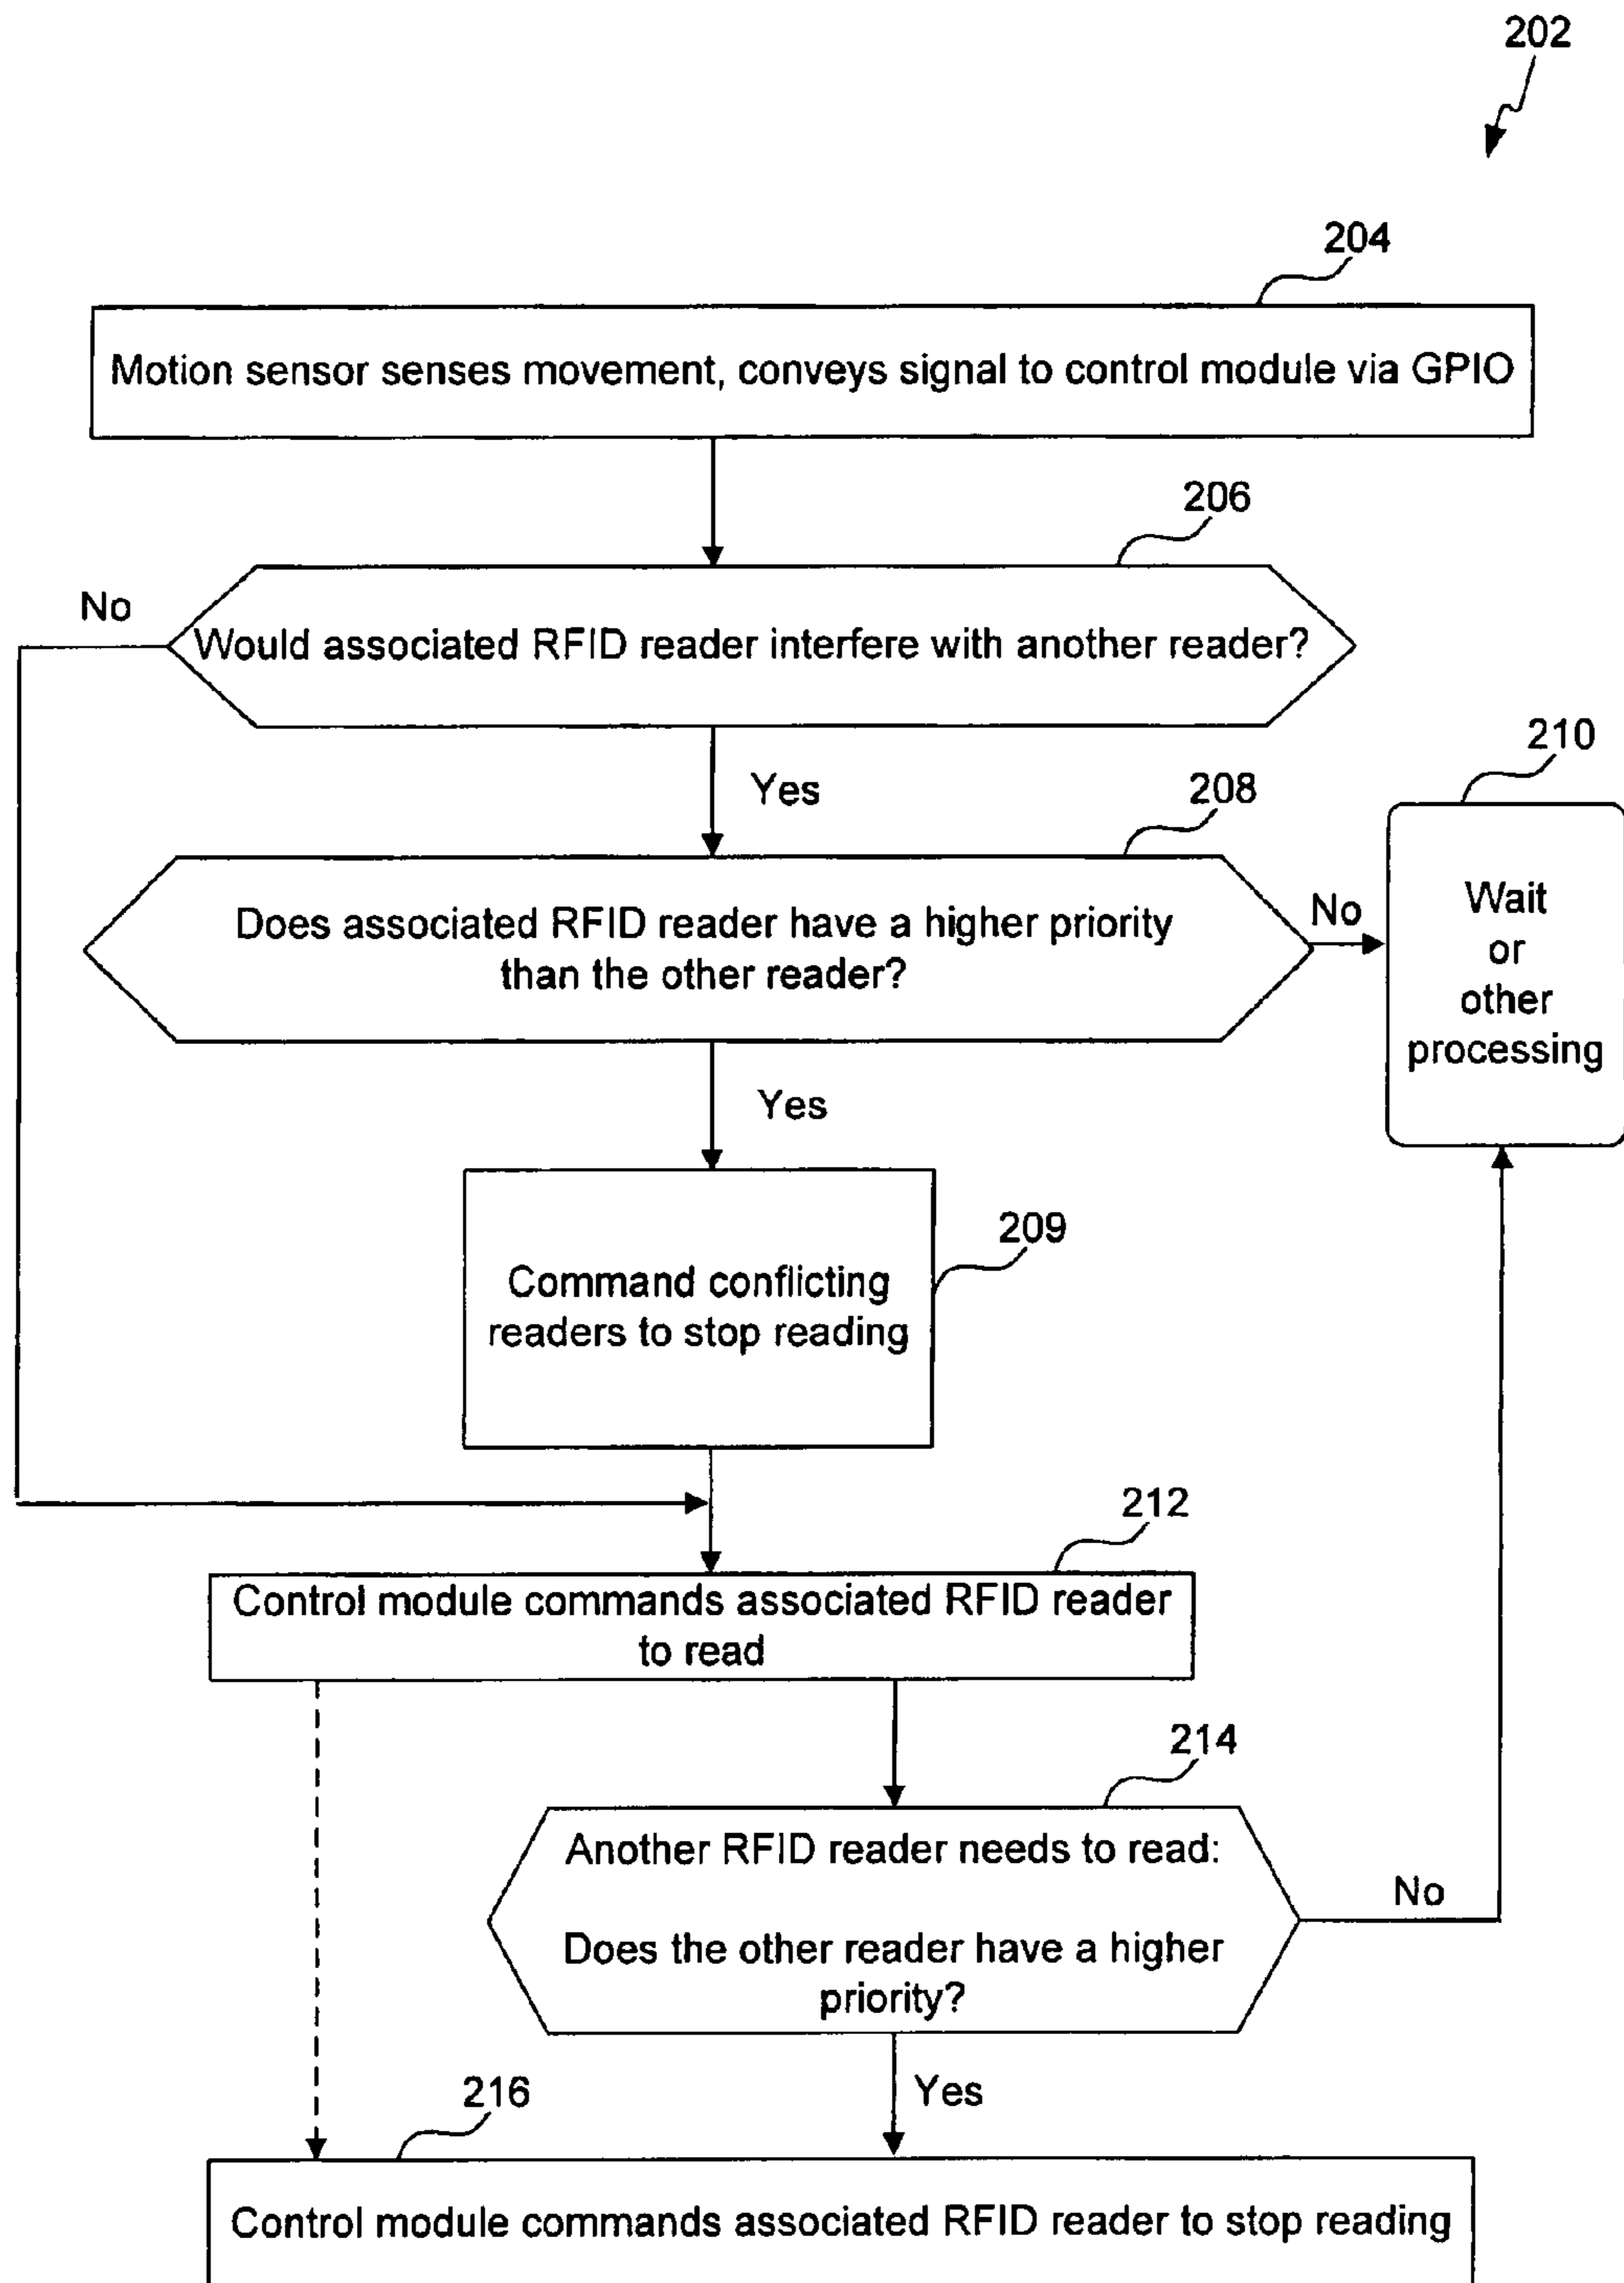 202
204
Motion sensor senses movement, conveys signal to control module via GPIO
206
No
Would associated RFID reader interfere with another reader?
210
Yes
208
Does associated RFID reader have a higher priority
than the other reader?
No
Wait
or
other
processing
Yes
209
Command conflicting
readers to stop reading
212
Control module commands associated RFID reader
to read
214
Another RFID reader needs to read:
No
Does the other reader have a higher
priority?
216
Yes
Control module commands associated RFID reader to stop reading